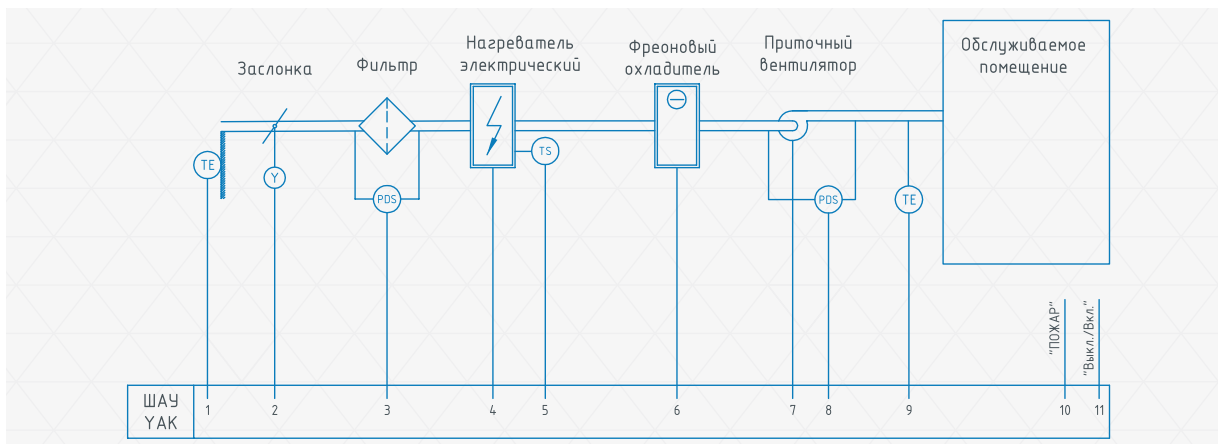 Заслонка
Фильтр
Нагреватель
электрический
Фреоновый
охладитель
Приточный
вентилятор
Обслуживаемое
помещение
TE
Y
PDS
TS
PDS
TE
"ПОЖАР"
"Выкл./Вкл."
ШАУ
YAK
1
2
3
4
5
6
7
8
9
10
11